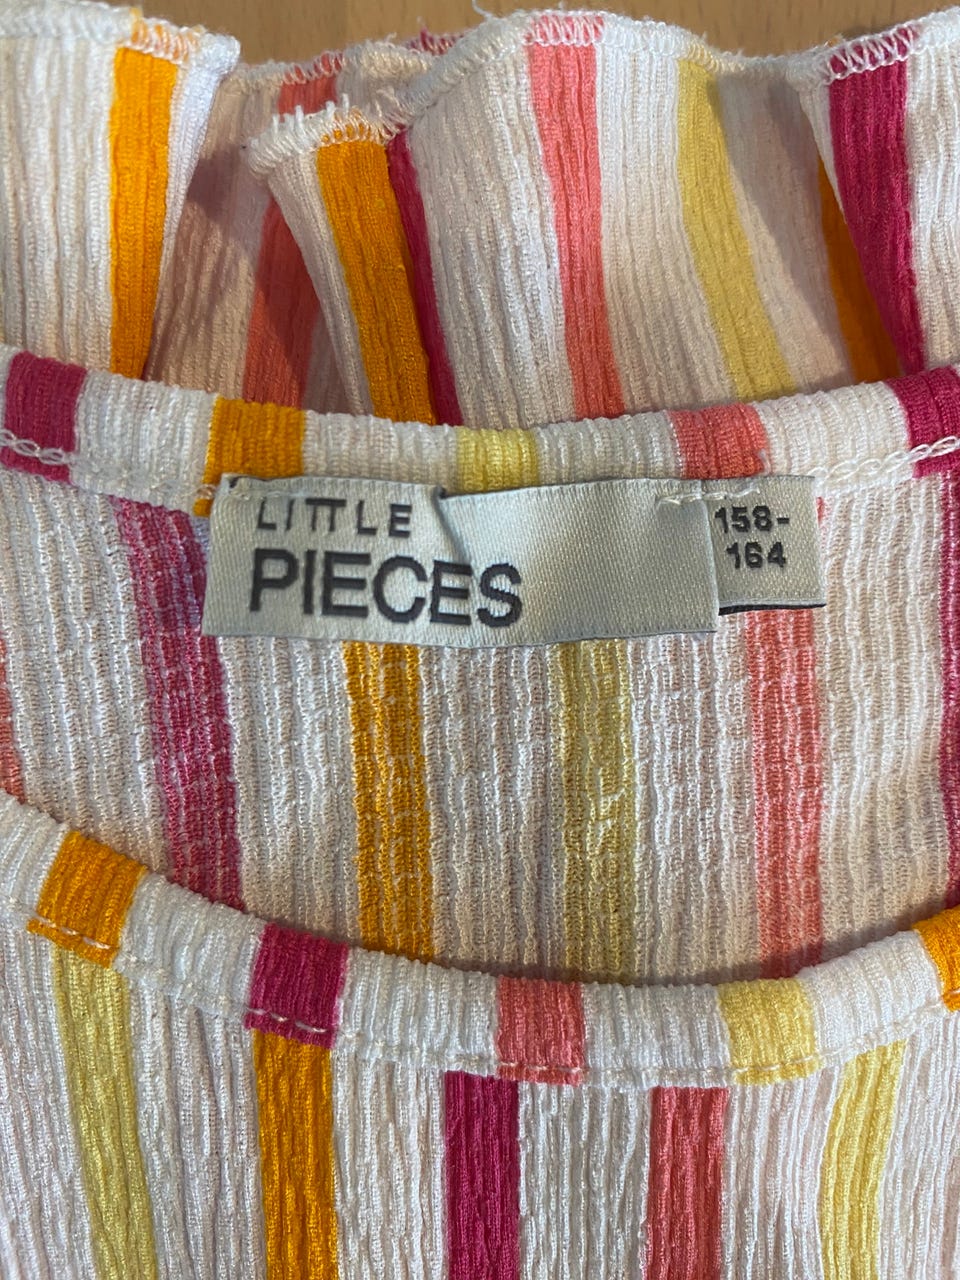 LITTLE
PIECES
158-
164